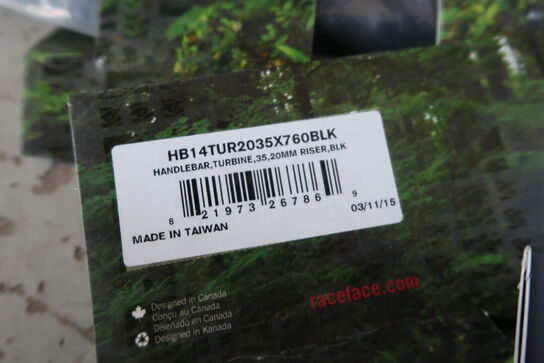 HB14TUR2035X760BLK
HANDLEBAR,TURBINE,35,20MM RISER,BLK
8 21973 26786 9
03/11/15
MADE IN TAIWAN
raceface.com
Designed in Canada
Conçu au Canada
Diseñado en Canada
Designed in Kanada